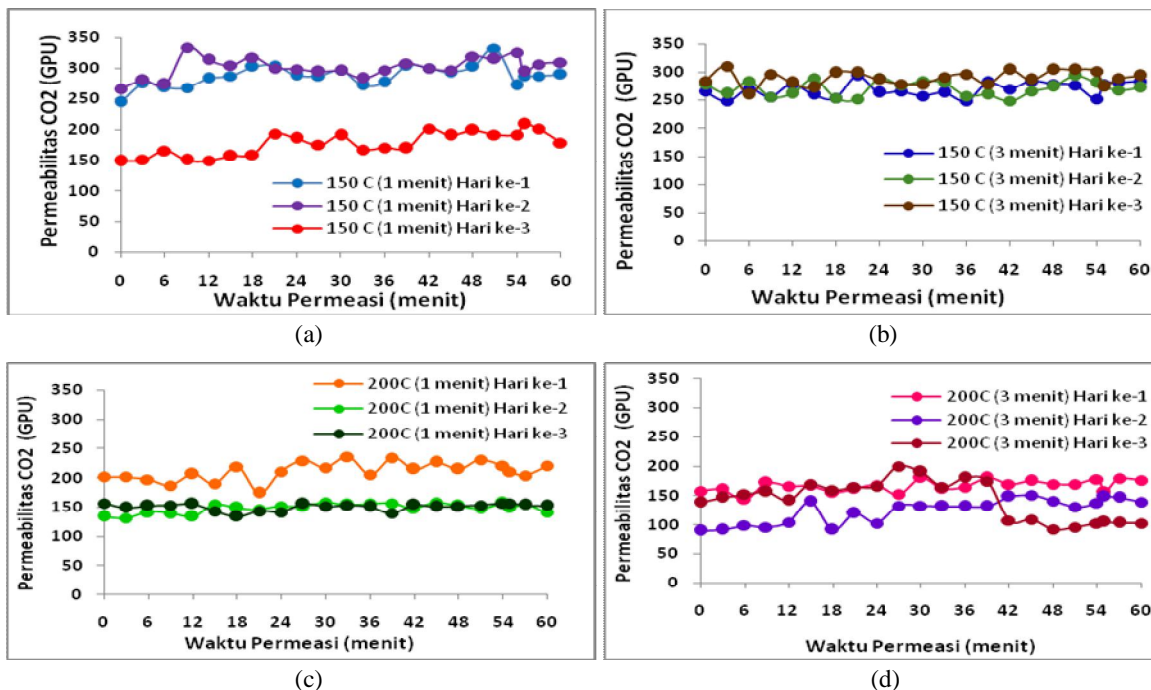 Permeabilitas CO2 (GPU)
350
300
250
200
150
100
50
0
150 C (1 menit) Hari ke-1
150 C (1 menit) Hari ke-2
150 C (1 menit) Hari ke-3
0 6 12 18 24 30 36 42 48 54 60
Waktu Permeasi (menit)
(a)
Permeabilitas CO2 (GPU)
350
300
250
200
150
100
50
0
150 C (3 menit) Hari ke-1
150 C (3 menit) Hari ke-2
150 C (3 menit) Hari ke-3
0 6 12 18 24 30 36 42 48 54 60
Waktu Permeasi (menit)
(b)
Permeabilitas CO2 (GPU)
350
300
250
200
150
100
50
0
200C (1 menit) Hari ke-1
200C (1 menit) Hari ke-2
200C (1 menit) Hari ke-3
0 6 12 18 24 30 36 42 48 54 60
Waktu Permeasi (menit)
(c)
Permeabilitas CO2 (GPU)
350
300
250
200
150
100
50
0
200C (3 menit) Hari ke-1
200C (3 menit) Hari ke-2
200C (3 menit) Hari ke-3
0 6 12 18 24 30 36 42 48 54 60
Waktu Permeasi (menit)
(d)